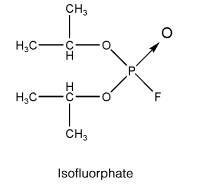 CH₃
O
H₃C—C—O
H
P
H
H₃C—C—O
F
CH₃
Isofluorphate